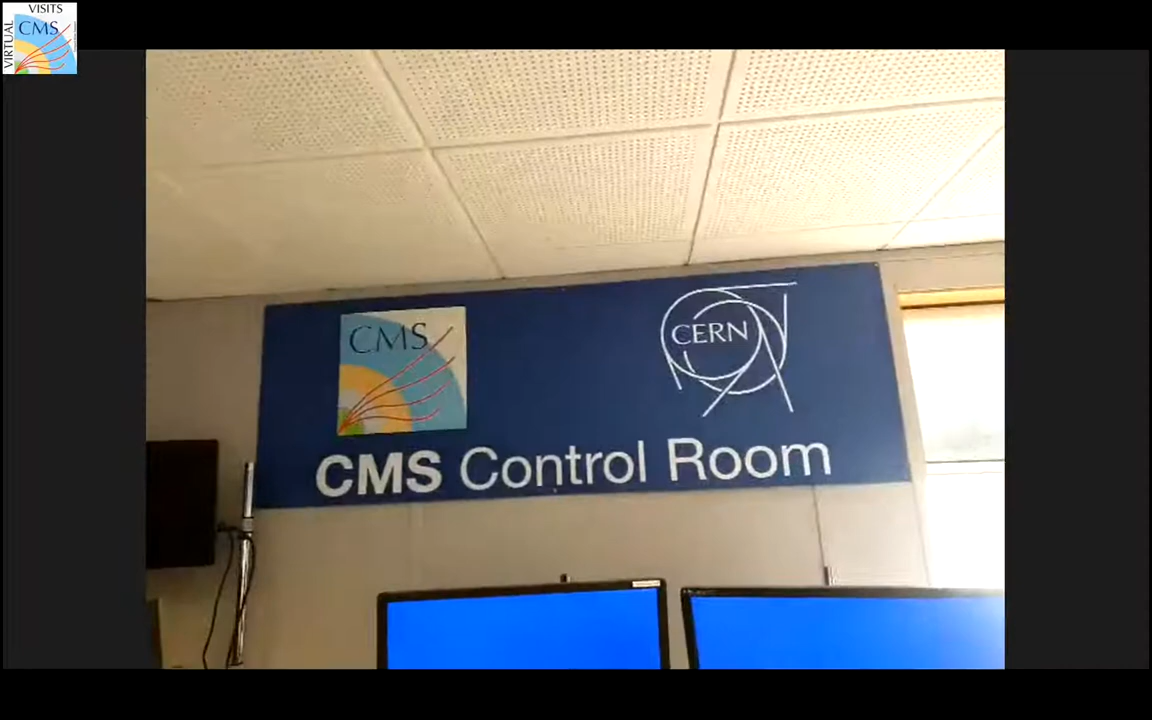 VISITS
VIRTUAL
CMS
CMS
CERN
CMS Control Room